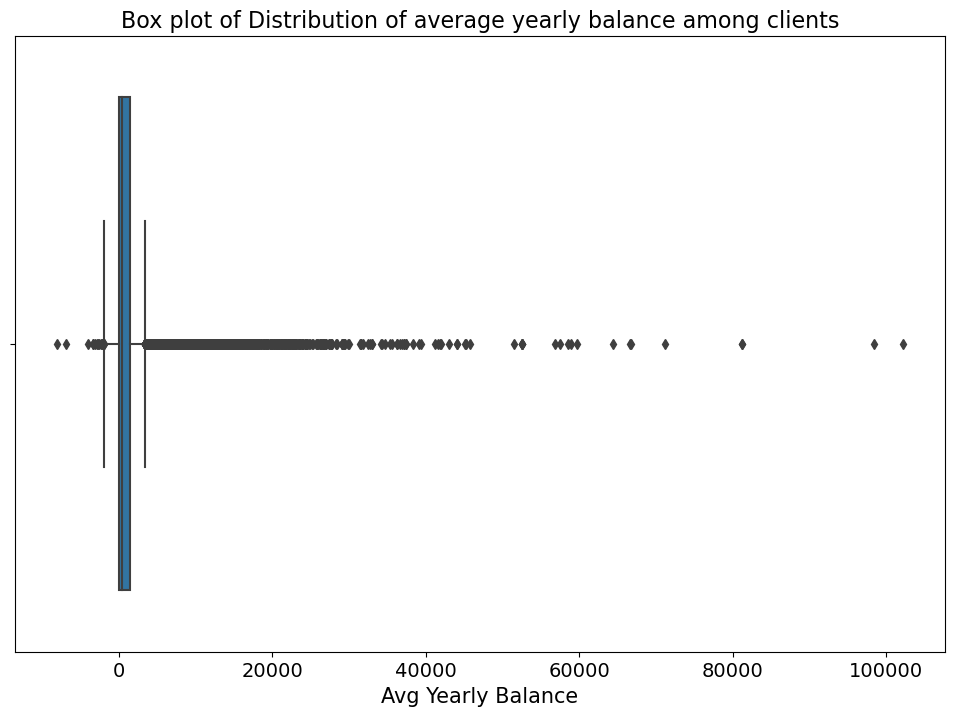 Box plot of Distribution of average yearly balance among clients
0 20000 40000 60000 80000 100000
Avg Yearly Balance